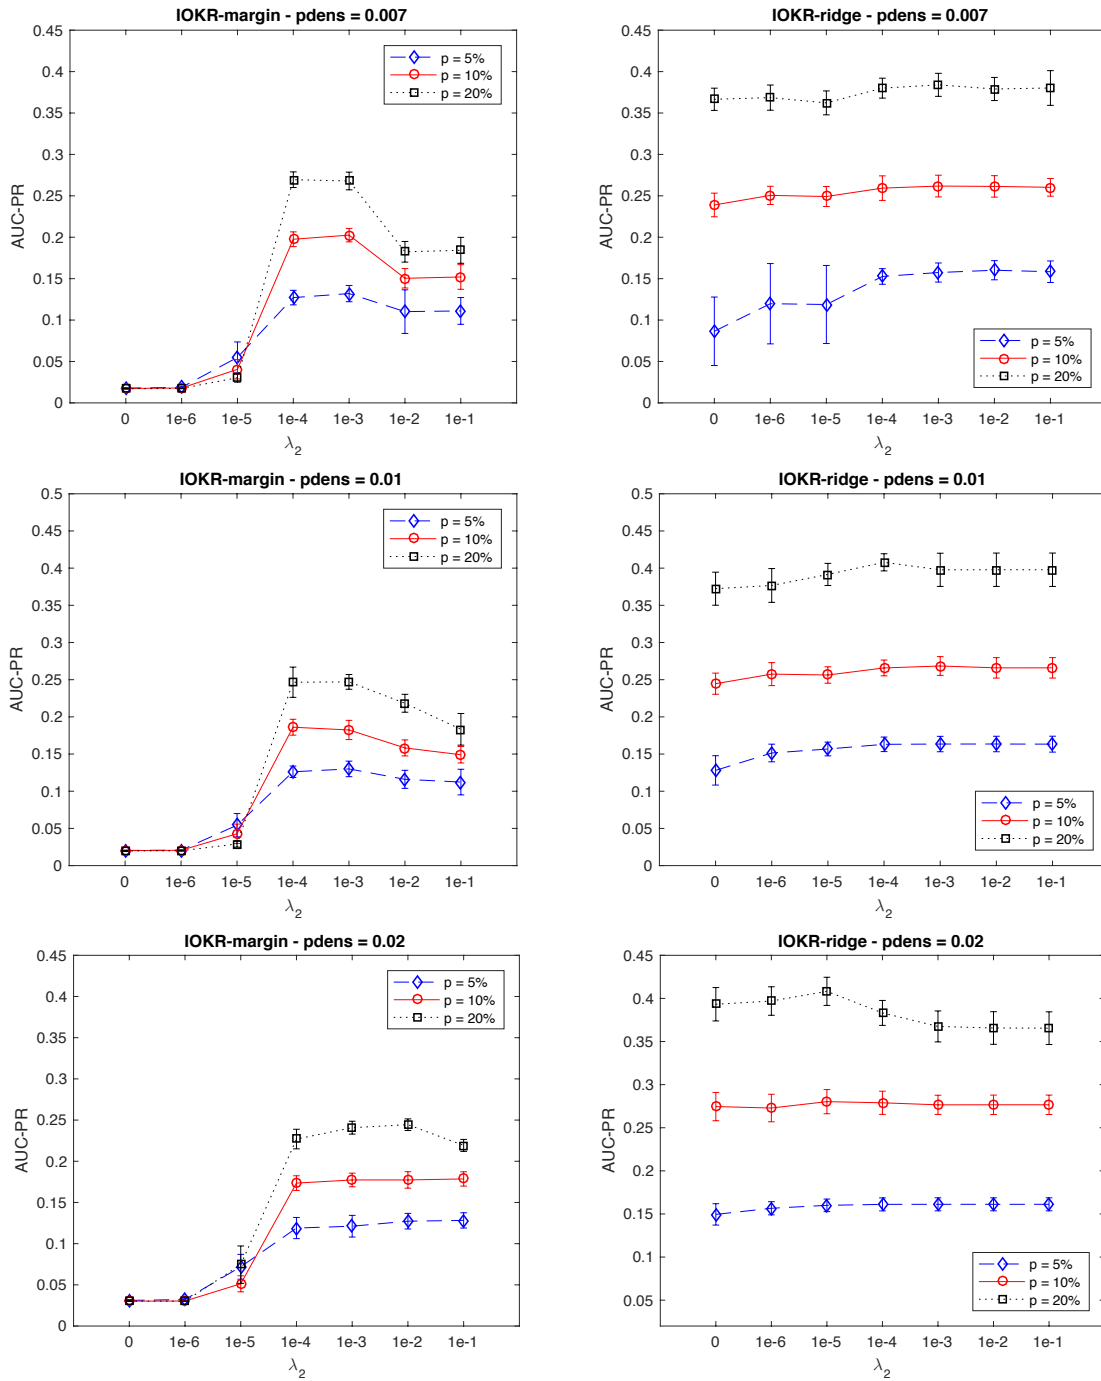 IOKR-margin - pdens = 0.007
0.45
0.4
0.35
0.3
0.25
0.2
0.15
0.1
0.05
0
AUC-PR
p = 5%
p = 10%
p = 20%
0 1e-6 1e-5 1e-4 1e-3 1e-2 1e-1
λ2
IOKR-ridge - pdens = 0.007
0.45
0.4
0.35
0.3
0.25
0.2
0.15
0.1
0.05
0
AUC-PR
p = 5%
p = 10%
p = 20%
0 1e-6 1e-5 1e-4 1e-3 1e-2 1e-1
λ2
IOKR-margin - pdens = 0.01
0.5
0.45
0.4
0.35
0.3
0.25
0.2
0.15
0.1
0.05
0
AUC-PR
p = 5%
p = 10%
p = 20%
0 1e-6 1e-5 1e-4 1e-3 1e-2 1e-1
λ2
IOKR-ridge - pdens = 0.01
0.5
0.45
0.4
0.35
0.3
0.25
0.2
0.15
0.1
0.05
0
AUC-PR
p = 5%
p = 10%
p = 20%
0 1e-6 1e-5 1e-4 1e-3 1e-2 1e-1
λ2
IOKR-margin - pdens = 0.02
0.45
0.4
0.35
0.3
0.25
0.2
0.15
0.1
0.05
0
AUC-PR
p = 5%
p = 10%
p = 20%
0 1e-6 1e-5 1e-4 1e-3 1e-2 1e-1
λ2
IOKR-ridge - pdens = 0.02
0.45
0.4
0.35
0.3
0.25
0.2
0.15
0.1
0.05
AUC-PR
p = 5%
p = 10%
p = 20%
0 1e-6 1e-5 1e-4 1e-3 1e-2 1e-1
λ2